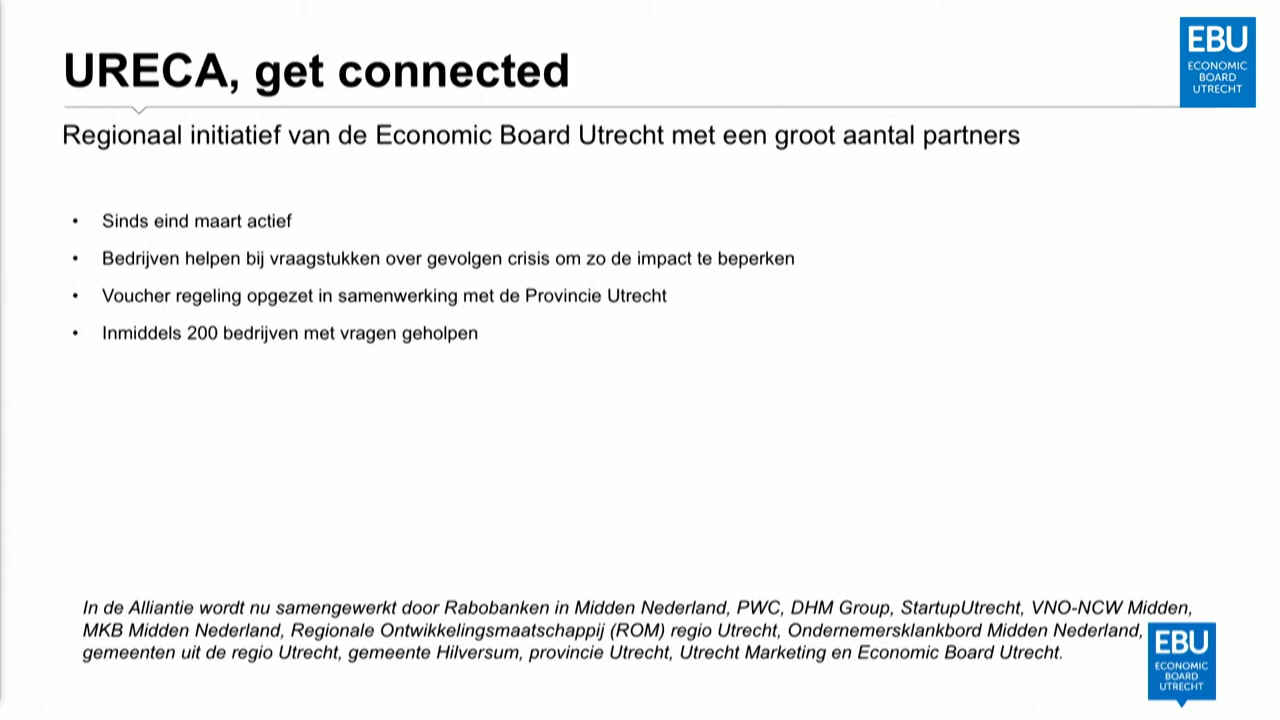 EBU
ECONOMIC
BOARD
UTRECHT
URECA, get connected
Regionaal initiatief van de Economic Board Utrecht met een groot aantal partners
• Sinds eind maart actief
• Bedrijven helpen bij vraagstukken over gevolgen crisis om zo de impact te beperken
• Voucher regeling opgezet in samenwerking met de Provincie Utrecht
• Inmiddels 200 bedrijven met vragen geholpen
In de Alliantie wordt nu samengewerkt door Rabobanken in Midden Nederland, PWC, DHM Group, StartupUtrecht, VNO-NCW Midden,
MKB Midden Nederland, Regionale Ontwikkelingsmaatschappij (ROM) regio Utrecht, Ondernemersklankbord Midden Nederland,
gemeenten uit de regio Utrecht, gemeente Hilversum, provincie Utrecht, Utrecht Marketing en Economic Board Utrecht.
EBU
ECONOMIC
BOARD
UTRECHT